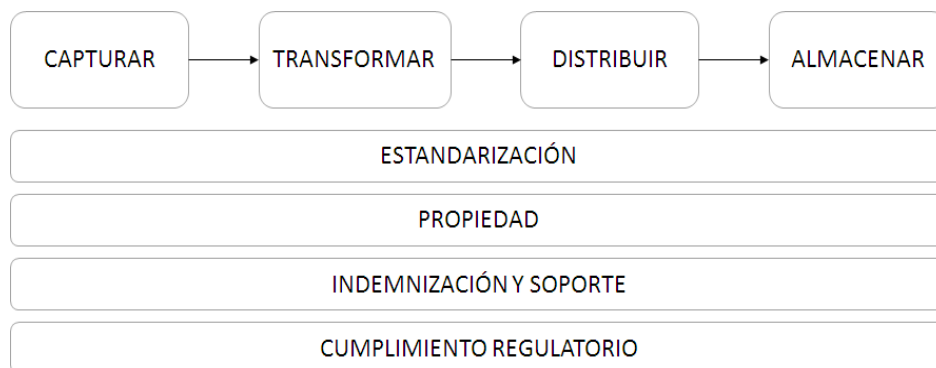 CAPTURAR TRANSFORMAR DISTRIBUIR ALMACENAR
ESTANDARIZACIÓN
PROPIEDAD
INDEMNIZACIÓN Y SOPORTE
CUMPLIMIENTO REGULATORIO